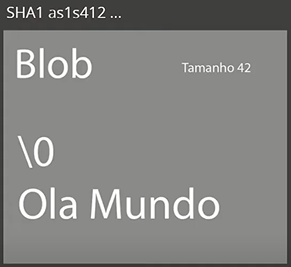 SHA1 as1s412 ...
Blob Tamanho 42
\0
Ola Mundo